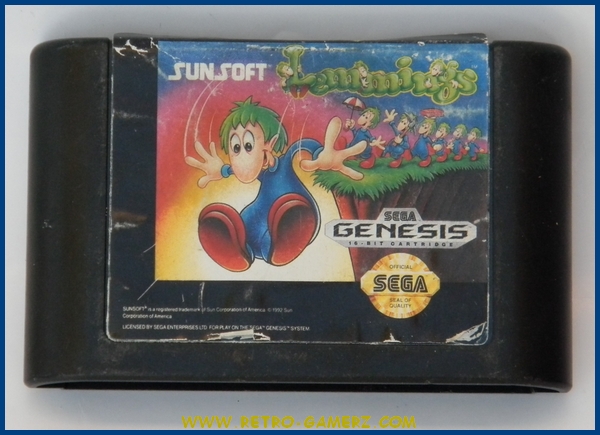 SUNSOFT
Lemmings
SEGA
GENESIS
16-BIT CARTRIDGE
OFFICIAL
SEGA
SEAL OF
QUALITY
SUNSOFT® is a registered trademark of Sun Corporation of America. © 1992 Sun
Corporation of America.
LICENSED BY SEGA ENTERPRISES LTD. FOR PLAY ON THE SEGA™ GENESIS™ SYSTEM.
WWW.RETRO-GAMERZ.COM